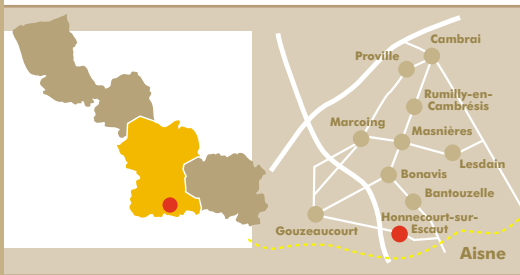 Cambrai
Proville
Rumilly-en-
Cambrésis
Marcoing
Masnières
Lesdain
Bonavis
Bantouzelle
Honnecourt-sur-
Escaut
Gouzeaucourt
Aisne